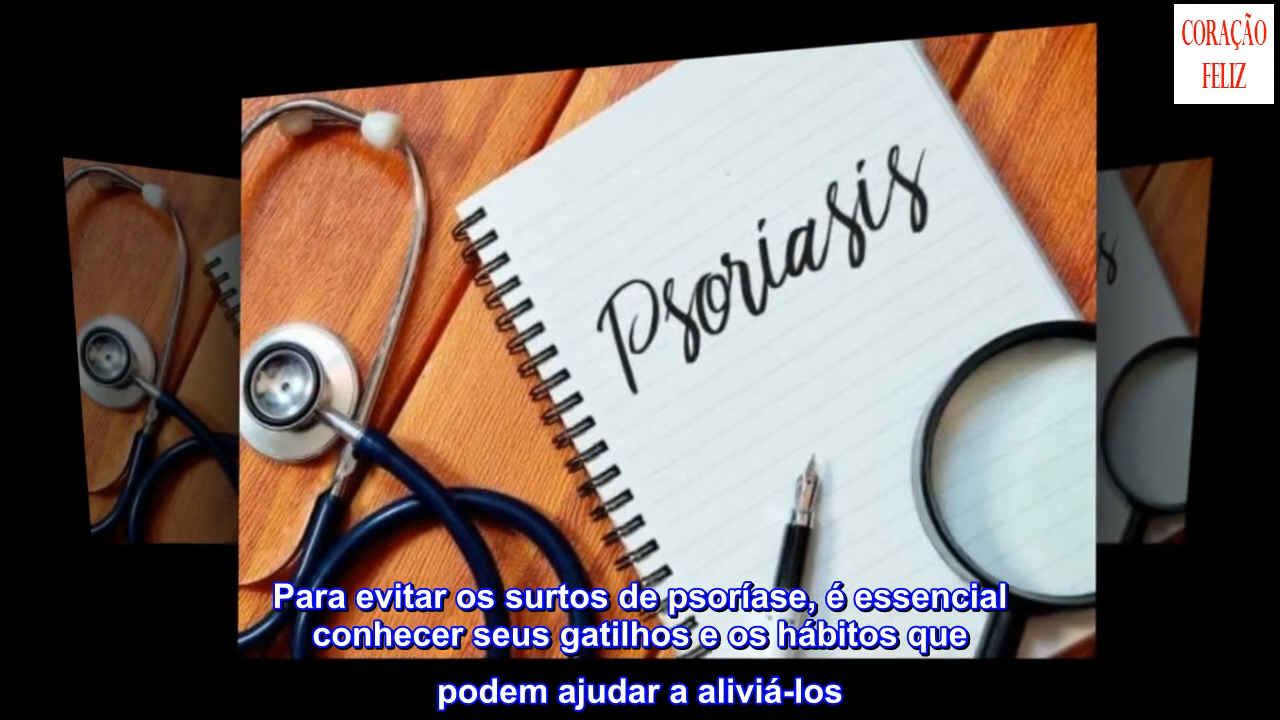 CORAÇÃO
FELIZ
Psoriasis
Para evitar os surtos de psoríase, é essencial
conhecer seus gatilhos e os hábitos que
podem ajudar a aliviá-los